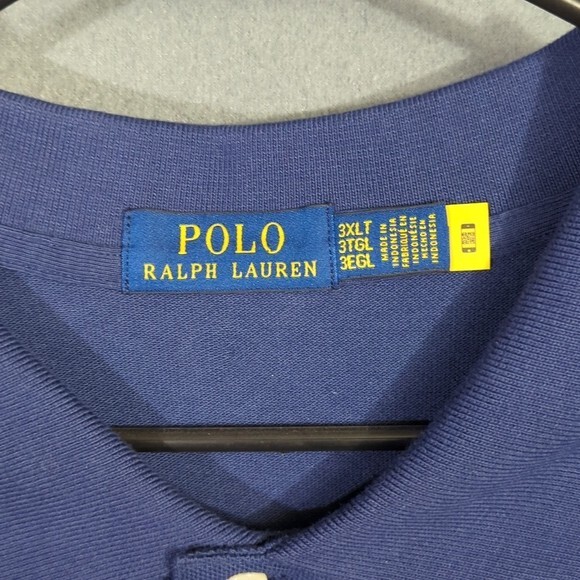 POLO
RALPH LAUREN
3XLT
3TGL
3EGL
MADE IN
INDONESIA
FABRIQUÉ EN
INDONÉSIE
HECHO EN
INDONESIA